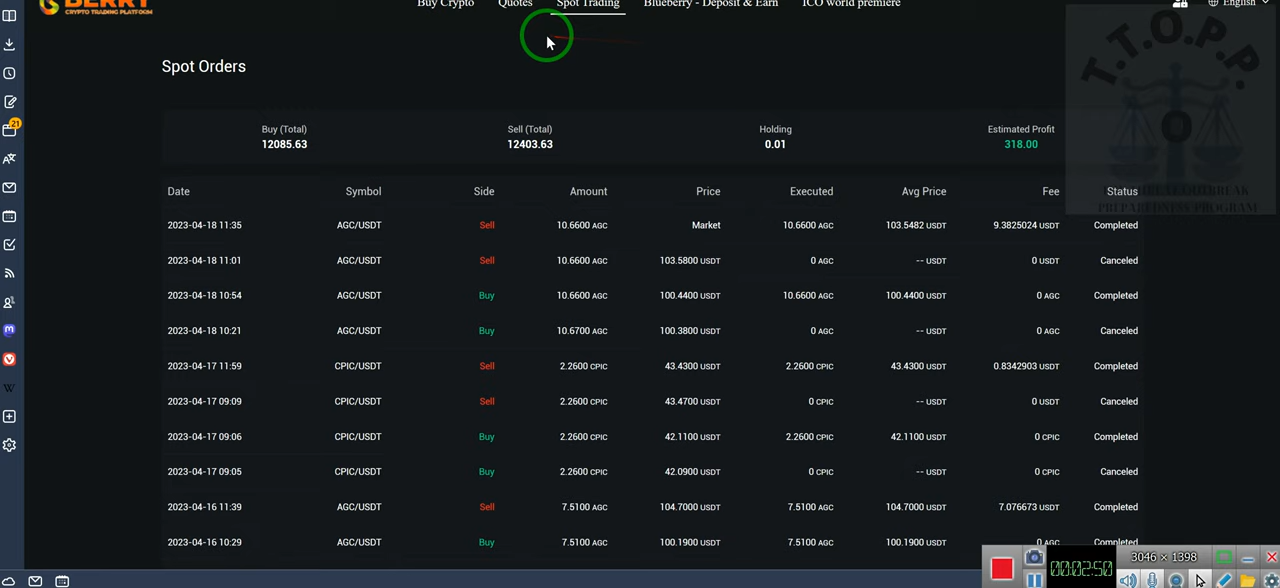 BERRY
CRYPTO TRADING PLATFORM
Buy Crypto Quotes Spot Trading Blueberry - Deposit & Earn ICO world premiere English
T.T.O.P.P.
Spot Orders
Buy (Total) Sell (Total) Holding Estimated Profit
12085.63 12403.63 0.01 318.00
21
Date Symbol Side Amount Price Executed Avg Price Fee Status
PREPAREDNESS PROGRAM
2023-04-18 11:35 AGC/USDT Sell 10.6600 AGC Market 10.6600 AGC 103.5482 USDT 9.3825024 USDT Completed
2023-04-18 11:01 AGC/USDT Sell 10.6600 AGC 103.5800 USDT 0 AGC -- USDT 0 USDT Canceled
2023-04-18 10:54 AGC/USDT Buy 10.6600 AGC 100.4400 USDT 10.6600 AGC 100.4400 USDT 0 AGC Completed
2023-04-18 10:21 AGC/USDT Buy 10.6700 AGC 100.3800 USDT 0 AGC -- USDT 0 AGC Canceled
2023-04-17 11:59 CPIC/USDT Sell 2.2600 CPIC 43.4300 USDT 2.2600 CPIC 43.4300 USDT 0.8342903 USDT Completed
W
2023-04-17 09:09 CPIC/USDT Sell 2.2600 CPIC 43.4700 USDT 0 CPIC -- USDT 0 USDT Canceled
2023-04-17 09:06 CPIC/USDT Buy 2.2600 CPIC 42.1100 USDT 2.2600 CPIC 42.1100 USDT 0 CPIC Completed
2023-04-17 09:05 CPIC/USDT Buy 2.2600 CPIC 42.0900 USDT 0 CPIC -- USDT 0 CPIC Canceled
2023-04-16 11:39 AGC/USDT Sell 7.5100 AGC 104.7000 USDT 7.5100 AGC 104.7000 USDT 7.076673 USDT Completed
2023-04-16 10:29 AGC/USDT Buy 7.5100 AGC 100.1900 USDT 7.5100 AGC 100.1900 USDT 0 AGC Completed
3046 × 1398
00:02:50